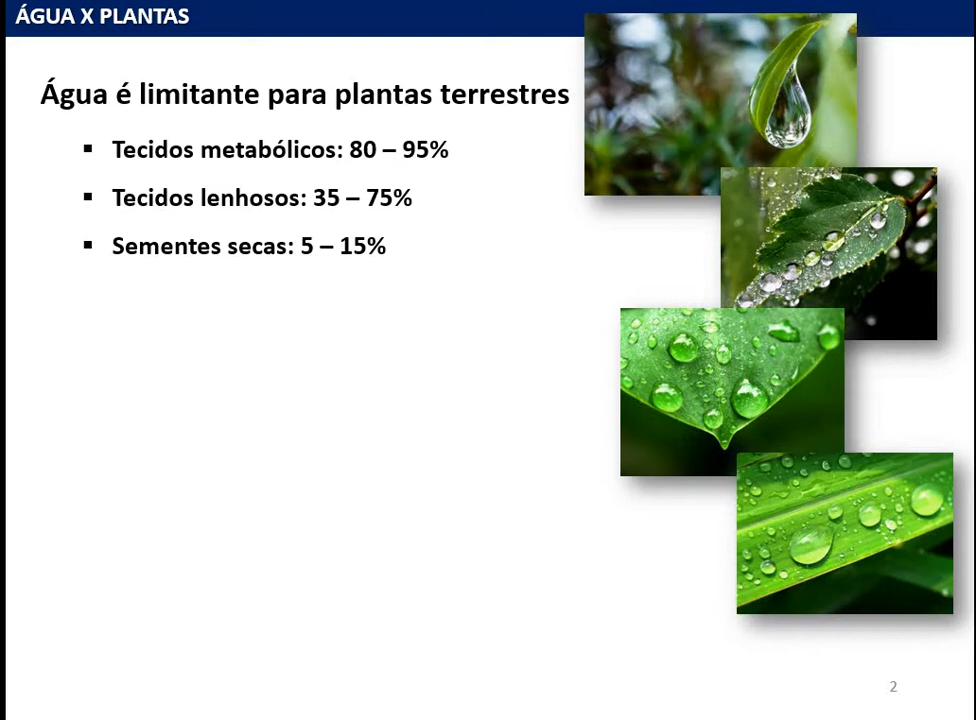 ÁGUA X PLANTAS
Água é limitante para plantas terrestres
▪ Tecidos metabólicos: 80 – 95%
▪ Tecidos lenhosos: 35 – 75%
▪ Sementes secas: 5 – 15%
2